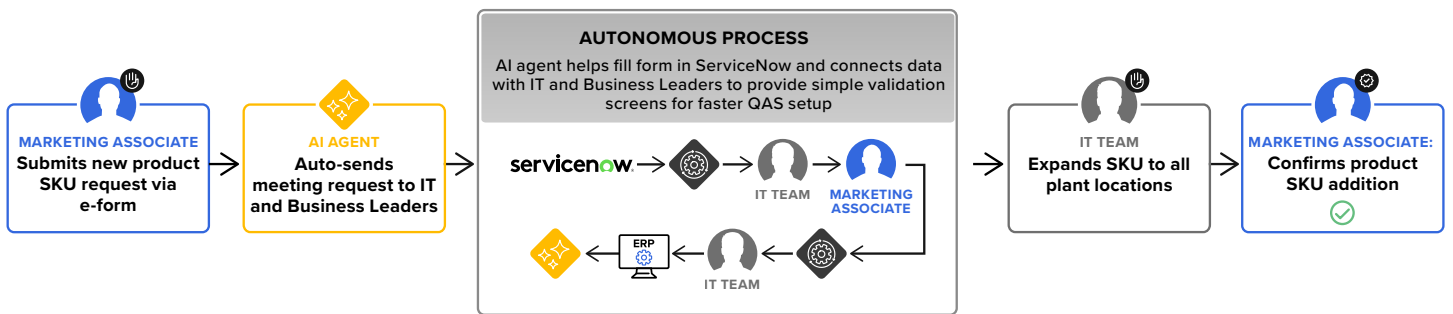 MARKETING ASSOCIATE
Submits new product
SKU request via
e-form
AI AGENT
Auto-sends
meeting request to IT
and Business Leaders
AUTONOMOUS PROCESS
AI agent helps fill form in ServiceNow and connects data
with IT and Business Leaders to provide simple validation
screens for faster QAS setup
servicenow.
IT TEAM
MARKETING
ASSOCIATE
ERP
IT TEAM
IT TEAM
Expands SKU to all
plant locations
MARKETING ASSOCIATE:
Confirms product
SKU addition